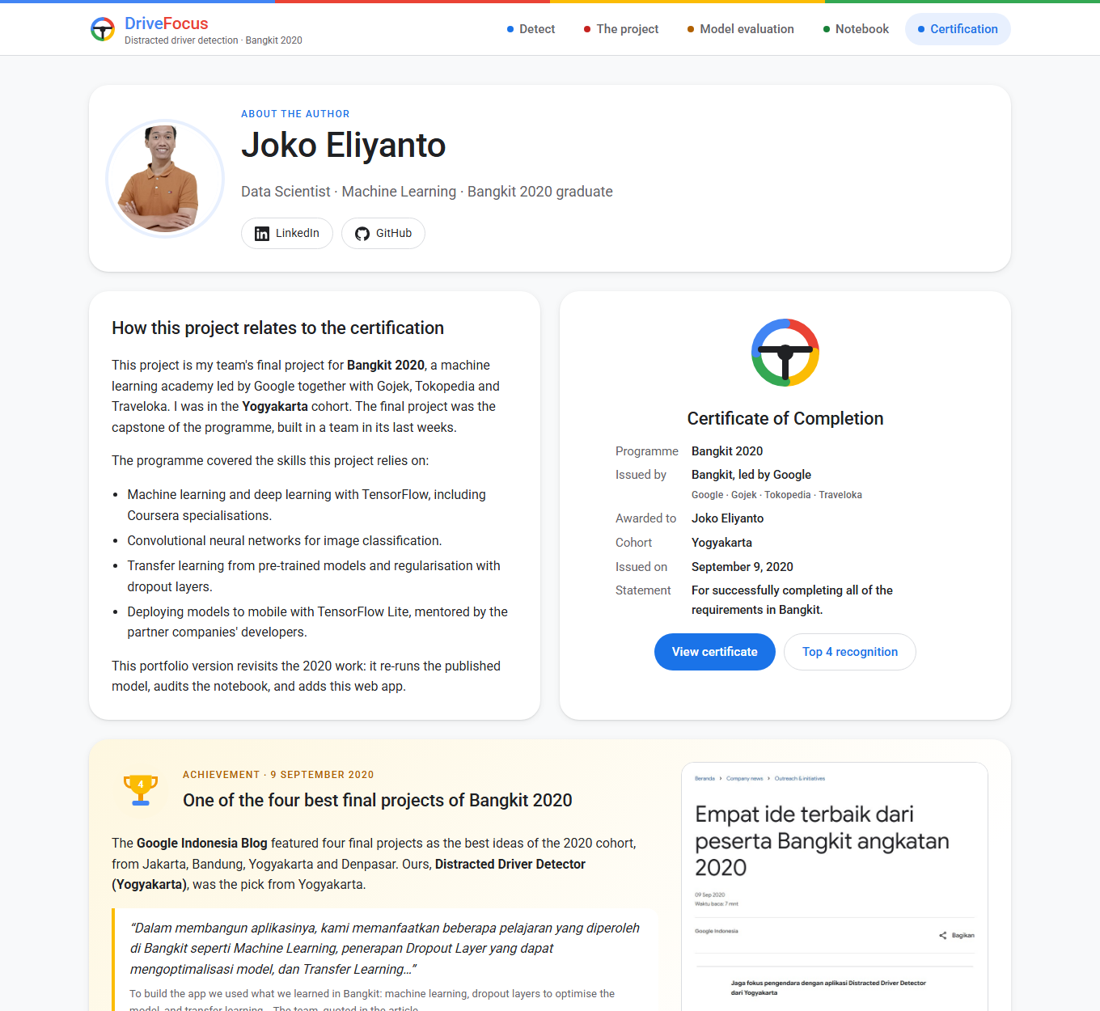 DriveFocus
Distracted driver detection · Bangkit 2020
Detect
The project
Model evaluation
Notebook
Certification
ABOUT THE AUTHOR
Joko Eliyanto
Data Scientist · Machine Learning · Bangkit 2020 graduate
LinkedIn
GitHub
How this project relates to the certification
This project is my team's final project for Bangkit 2020, a machine
learning academy led by Google together with Gojek, Tokopedia and
Traveloka. I was in the Yogyakarta cohort. The final project was the
capstone of the programme, built in a team in its last weeks.
The programme covered the skills this project relies on:
• Machine learning and deep learning with TensorFlow, including
Coursera specialisations.
• Convolutional neural networks for image classification.
• Transfer learning from pre-trained models and regularisation with
dropout layers.
• Deploying models to mobile with TensorFlow Lite, mentored by the
partner companies' developers.
This portfolio version revisits the 2020 work: it re-runs the published
model, audits the notebook, and adds this web app.
Certificate of Completion
Programme Bangkit 2020
Issued by Bangkit, led by Google
Google · Gojek · Tokopedia · Traveloka
Awarded to Joko Eliyanto
Cohort Yogyakarta
Issued on September 9, 2020
Statement For successfully completing all of the
requirements in Bangkit.
View certificate
Top 4 recognition
4
ACHIEVEMENT · 9 SEPTEMBER 2020
One of the four best final projects of Bangkit 2020
The Google Indonesia Blog featured four final projects as the best ideas of the 2020 cohort,
from Jakarta, Bandung, Yogyakarta and Denpasar. Ours, Distracted Driver Detector
(Yogyakarta), was the pick from Yogyakarta.
“Dalam membangun aplikasinya, kami memanfaatkan beberapa pelajaran yang diperoleh
di Bangkit seperti Machine Learning, penerapan Dropout Layer yang dapat
mengoptimalisasi model, dan Transfer Learning…”
To build the app we used what we learned in Bangkit: machine learning, dropout layers to optimise the
model, and transfer learning… The team, quoted in the article.
Beranda › Company news › Outreach & initiatives
Empat ide terbaik dari
peserta Bangkit angkatan
2020
09 Sep 2020
Waktu baca: 7 mnt
Google Indonesia
Bagikan
Jaga fokus pengendara dengan aplikasi Distracted Driver Detector
dari Yogyakarta